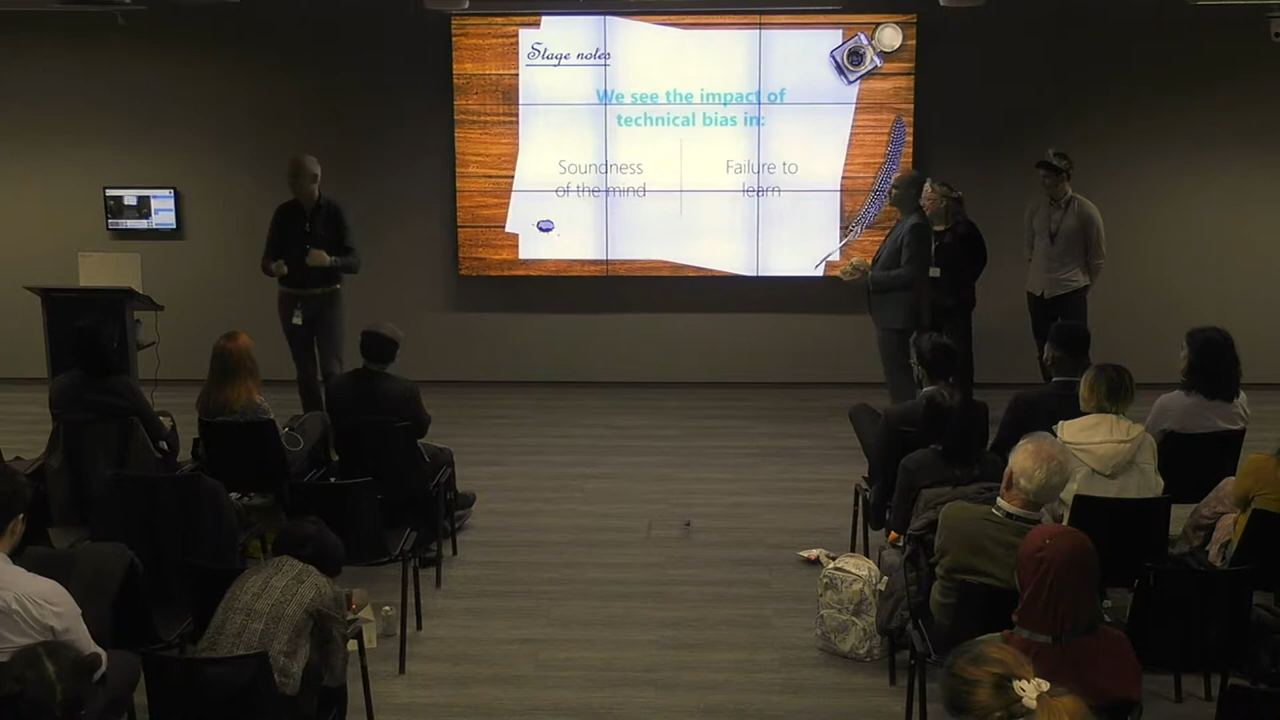 Stage notes
We see the impact of
technical bias in:
Soundness
of the mind
Failure to
learn